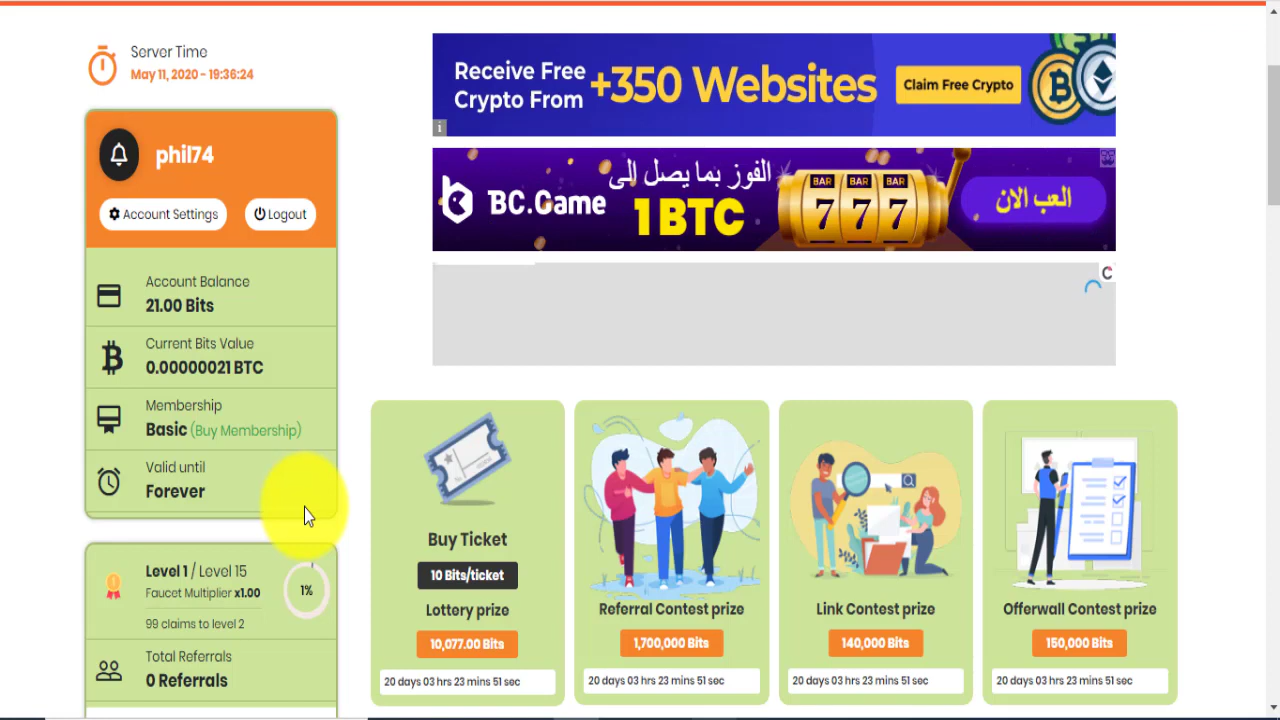 Server Time
May 11, 2020 - 19:36:24
phil74
Account Settings
Logout
Account Balance
21.00 Bits
Current Bits Value
0.00000021 BTC
Membership
Basic (Buy Membership)
Valid until
Forever
Level 1 / Level 15
Faucet Multiplier x1.00
1%
99 claims to level 2
Total Referrals
0 Referrals
Receive Free
Crypto From
+350 Websites
Claim Free Crypto
BC.Game
الفوز بما يصل الى
1 BTC
BAR BAR BAR
7 7 7
العب الان
Buy Ticket
10 Bits/ticket
Lottery prize
10,077.00 Bits
20 days 03 hrs 23 mins 51 sec
Referral Contest prize
1,700,000 Bits
20 days 03 hrs 23 mins 51 sec
Link Contest prize
140,000 Bits
20 days 03 hrs 23 mins 51 sec
Offerwall Contest prize
150,000 Bits
20 days 03 hrs 23 mins 51 sec